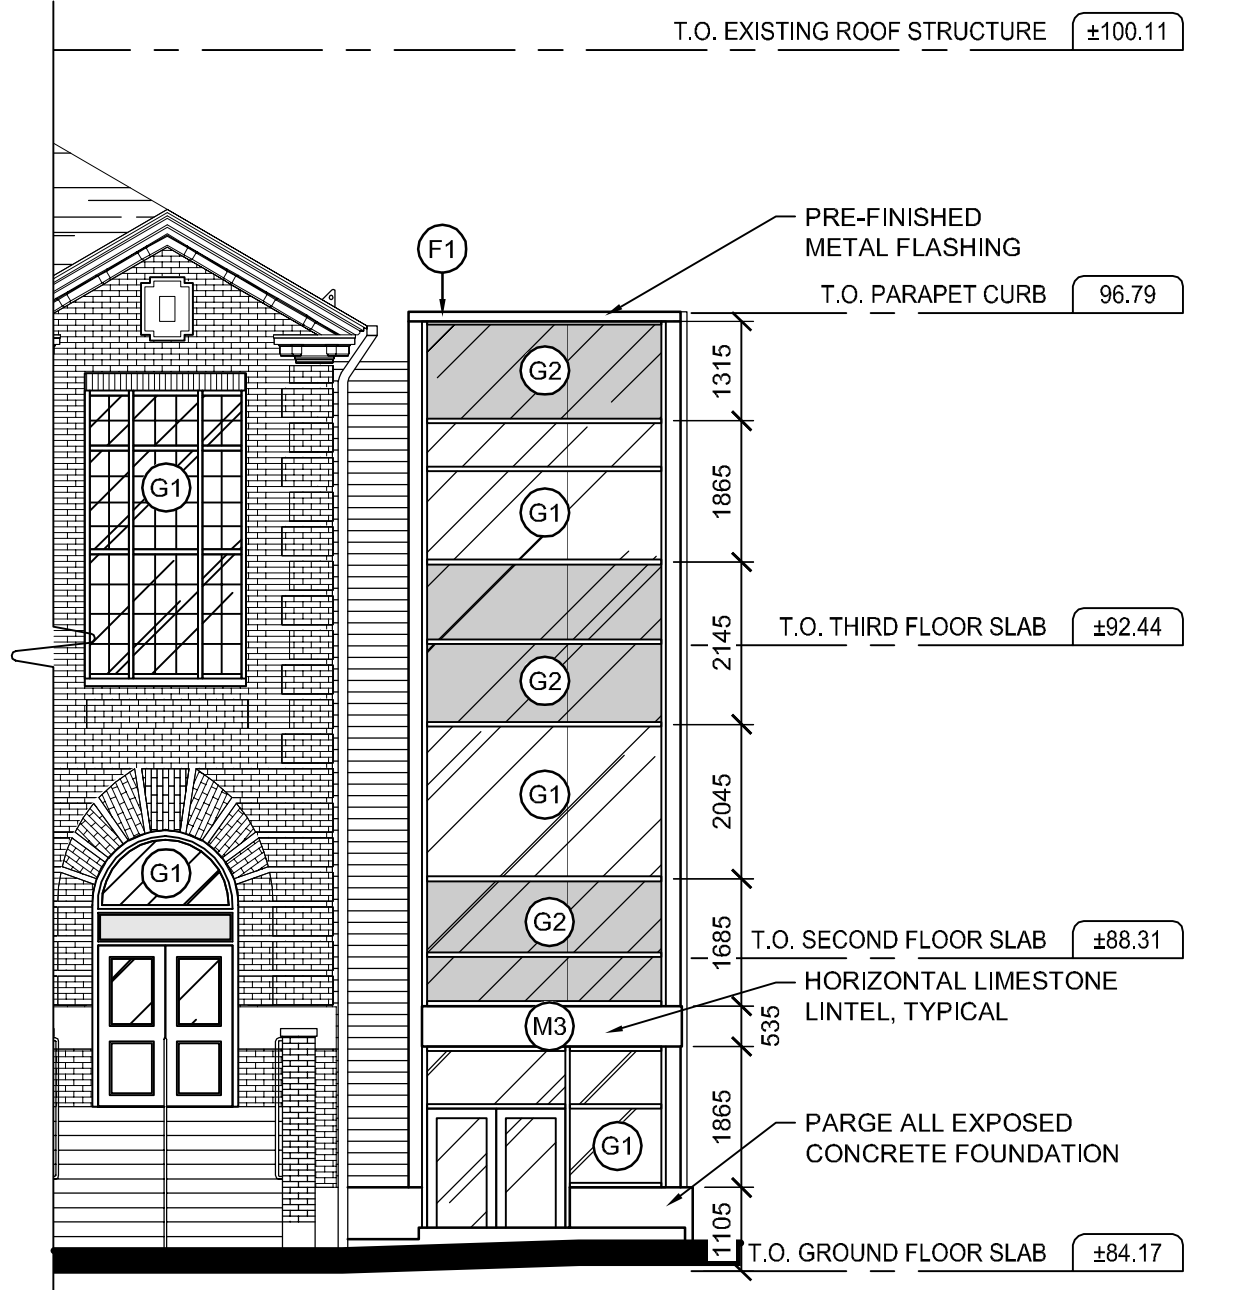 T.O. EXISTING ROOF STRUCTURE ±100.11
PRE-FINISHED
METAL FLASHING
F1
T.O. PARAPET CURB 96.79
1315
G2
G1
1865
G1
T.O. THIRD FLOOR SLAB ±92.44
2145
G2
G1
2045
G1
G2
1685
T.O. SECOND FLOOR SLAB ±88.31
HORIZONTAL LIMESTONE
LINTEL, TYPICAL
M3
535
1865
PARGE ALL EXPOSED
CONCRETE FOUNDATION
G1
1105
T.O. GROUND FLOOR SLAB ±84.17